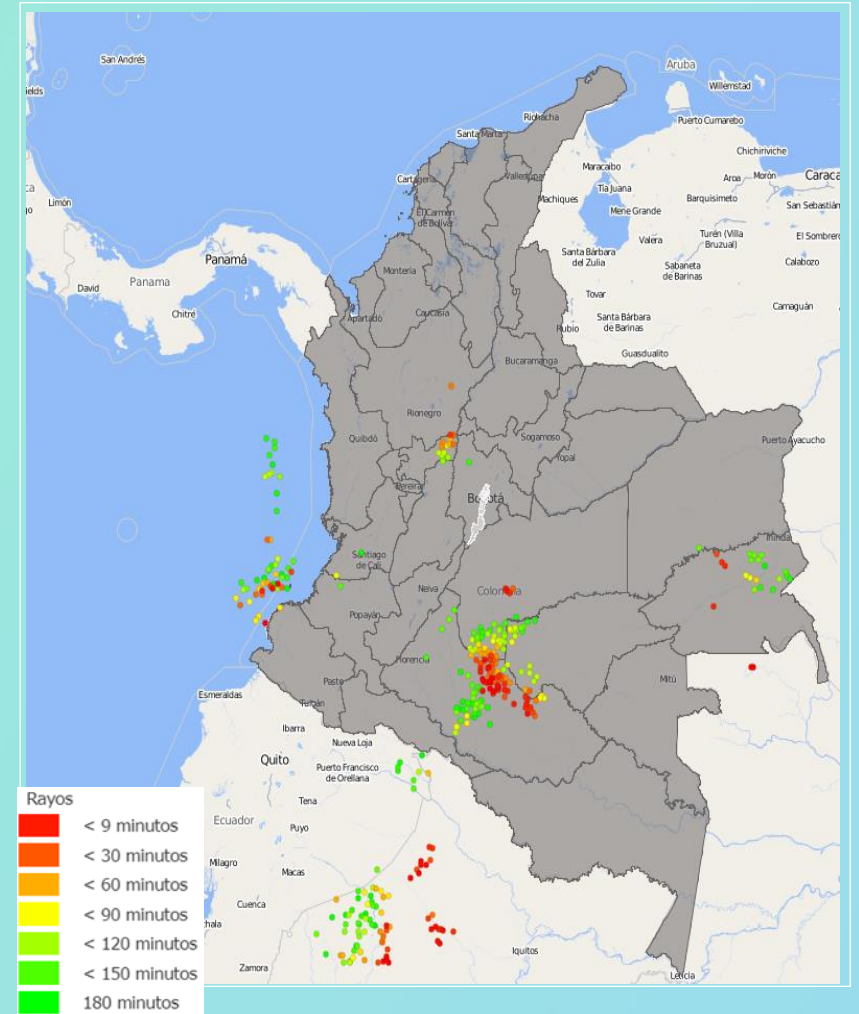 San Andrés
Aruba
Willemstad
Riohacha
Puerto Cumarebo
Santa Marta
Chichiriviche
Maracaibo
Cartagena
Valledupar
Aroa
Morón
Caraca
Limón
Tia Juana
Machiques
Barquisimeto
San Sebastián
El Carmen
de Bolívar
Mene Grande
Turén (Villa
Bruzual)
El Sombrero
Panamá
Valera
Santa Bárbara
del Zulia
Sabaneta
de Barinas
Calabozo
Montería
David
Panama
Tovar
Camaguán
Chitré
Apartadó
Caucasia
Rubio
Santa Bárbara
de Barinas
Guasdualito
Bucaramanga
Rionegro
Quibdó
Sogamoso
Puerto Ayacucho
Yopal
Pereira
Bogotá
Inírida
Santiago
de Cali
Neiva
Colombia
Popayán
Florencia
Mitú
Pasto
Esmeraldas
Tulcán
Ibarra
Nueva Loja
Quito
Puerto Francisco
de Orellana
Tena
Ecuador
Puyo
Milagro
Macas
Cuenca
Iquitos
Zamora
Leticia
Rayos
< 9 minutos
< 30 minutos
< 60 minutos
< 90 minutos
< 120 minutos
< 150 minutos
180 minutos